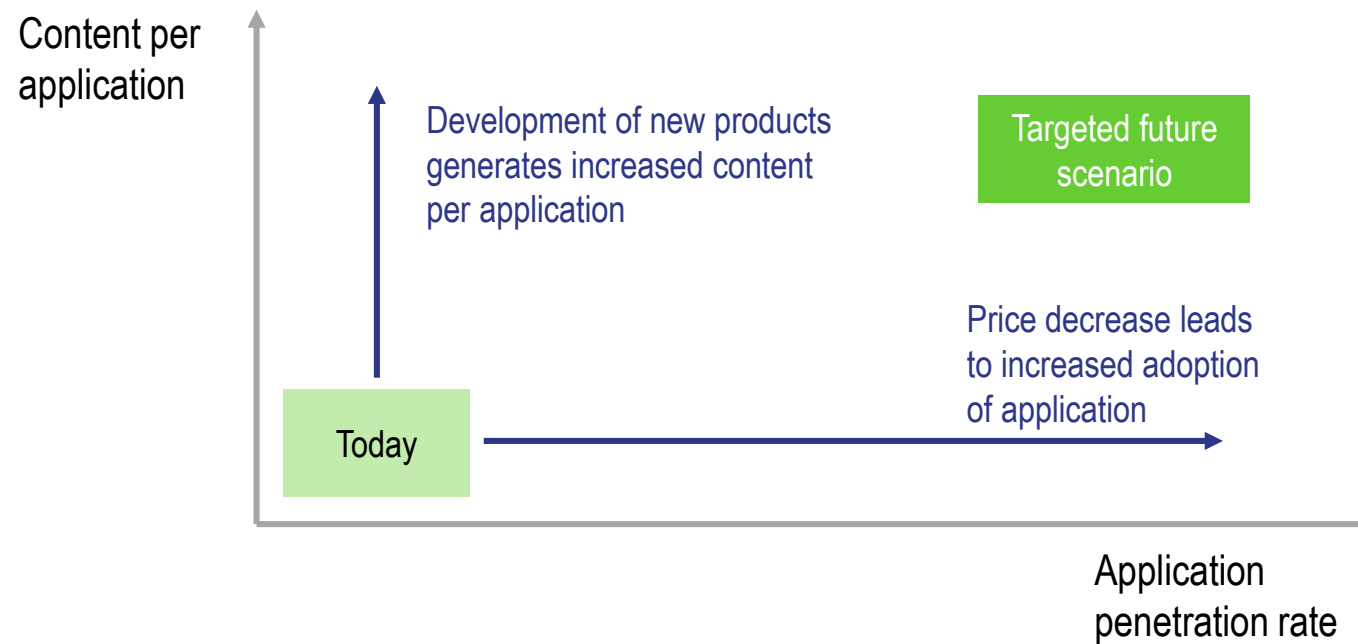 Content per
application
Development of new products
generates increased content
per application
Targeted future
scenario
Price decrease leads
to increased adoption
of application
Today
Application
penetration rate